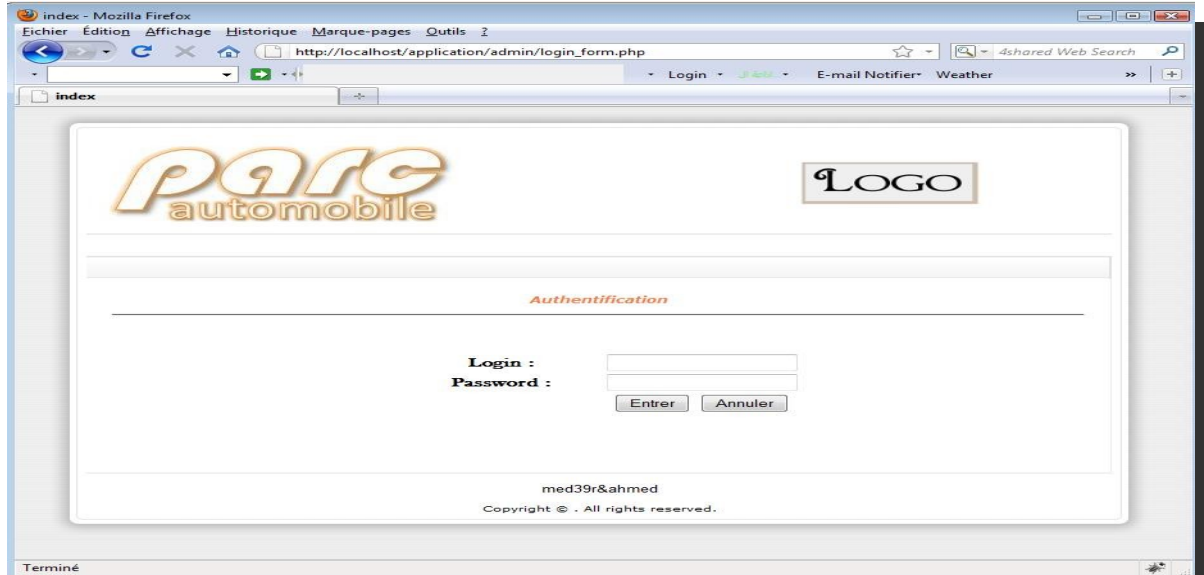 index - Mozilla Firefox
Eichier Édition Affichage Historique Marque-pages Outils ?
http://localhost/application/admin/login_form.php 4shared Web Search
Login E-mail Notifier Weather »
index
parc
automobile
LOGO
Authentification
Login :
Password :
Entrer Annuler
med39r&ahmed
Copyright © . All rights reserved.
Terminé